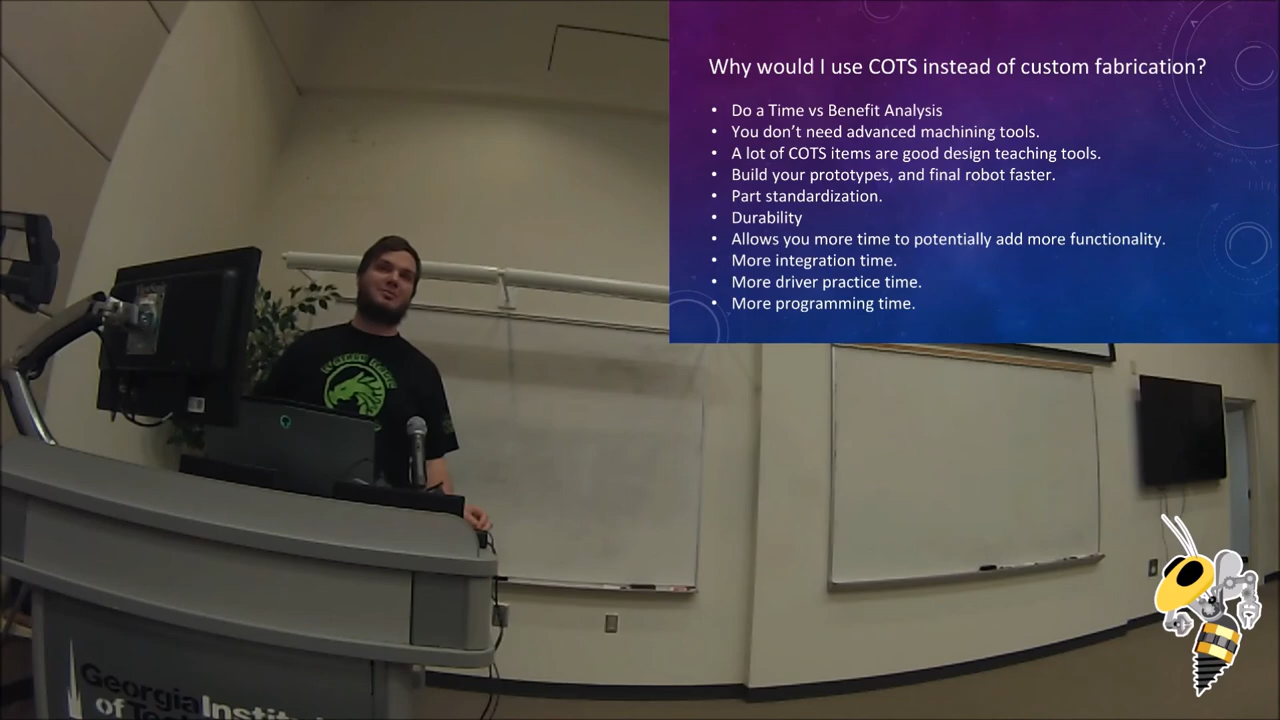 Why would I use COTS instead of custom fabrication?
• Do a Time vs Benefit Analysis
• You don't need advanced machining tools.
• A lot of COTS items are good design teaching tools.
• Build your prototypes, and final robot faster.
• Part standardization.
• Durability
• Allows you more time to potentially add more functionality.
• More integration time.
• More driver practice time.
• More programming time.
Georgia Institu
of Tec